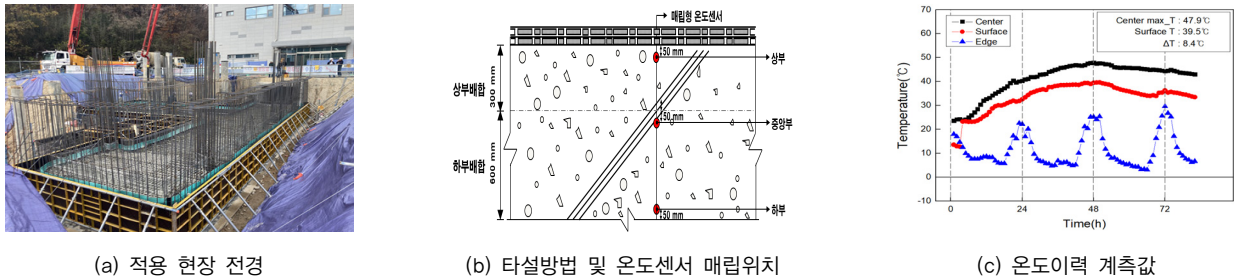 매립형 온도센서
50 mm
상부
상부배합
300 mm
50 mm
중앙부
하부배합
600 mm
50 mm
하부
Center
Surface
Edge
Center max_T : 47.9℃
Surface T : 39.5℃
ΔT : 8.4℃
Temperature(℃)
70
60
50
40
30
20
10
0
-10
0 24 48 72
Time(h)
(a) 적용 현장 전경
(b) 타설방법 및 온도센서 매립위치
(c) 온도이력 계측값